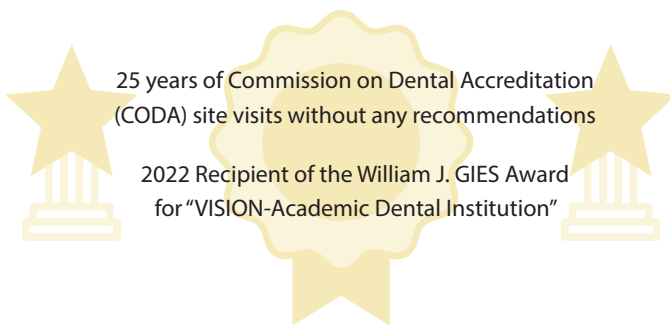 25 years of Commission on Dental Accreditation
(CODA) site visits without any recommendations
2022 Recipient of the William J. GIES Award
for “VISION-Academic Dental Institution”